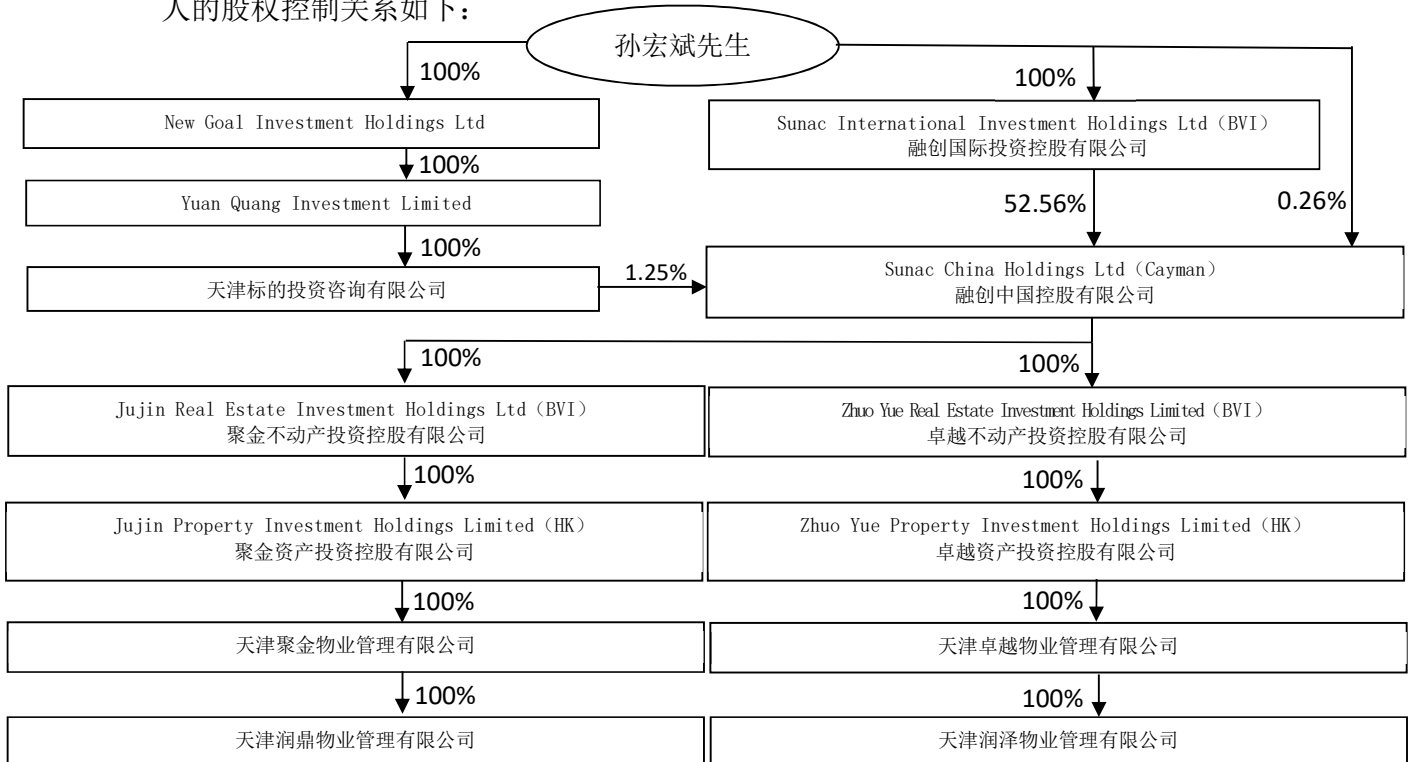 人的股权控制关系如下：
孙宏斌先生
100%
100%
New Goal Investment Holdings Ltd
Sunac International Investment Holdings Ltd（BVI）
融创国际投资控股有限公司
100%
Yuan Quang Investment Limited
52.56%
0.26%
100%
天津标的投资咨询有限公司
1.25%
Sunac China Holdings Ltd（Cayman）
融创中国控股有限公司
100%
100%
Jujin Real Estate Investment Holdings Ltd（BVI）
聚金不动产投资控股有限公司
Zhuo Yue Real Estate Investment Holdings Limited（BVI）
卓越不动产投资控股有限公司
100%
100%
Jujin Property Investment Holdings Limited（HK）
聚金资产投资控股有限公司
Zhuo Yue Property Investment Holdings Limited（HK）
卓越资产投资控股有限公司
100%
100%
天津聚金物业管理有限公司
天津卓越物业管理有限公司
100%
100%
天津润鼎物业管理有限公司
天津润泽物业管理有限公司